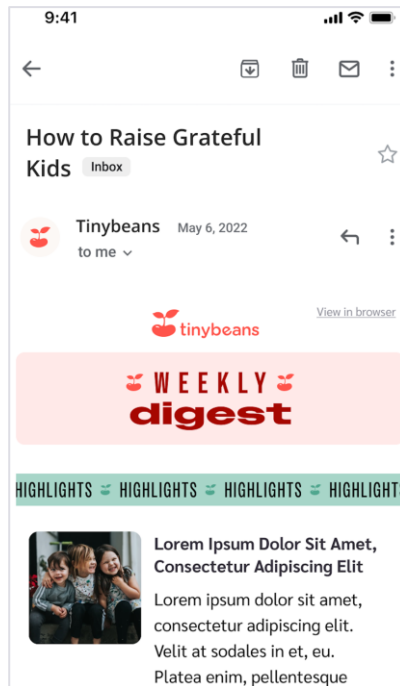 9:41
How to Raise Grateful
Kids Inbox
Tinybeans May 6, 2022
to me
View in browser
tinybeans
WEEKLY
digest
HIGHLIGHTS HIGHLIGHTS HIGHLIGHTS HIGHLIGHT
Lorem Ipsum Dolor Sit Amet,
Consectetur Adipiscing Elit
Lorem ipsum dolor sit amet,
consectetur adipiscing elit.
Velit at sodales in et, eu.
Platea enim, pellentesque